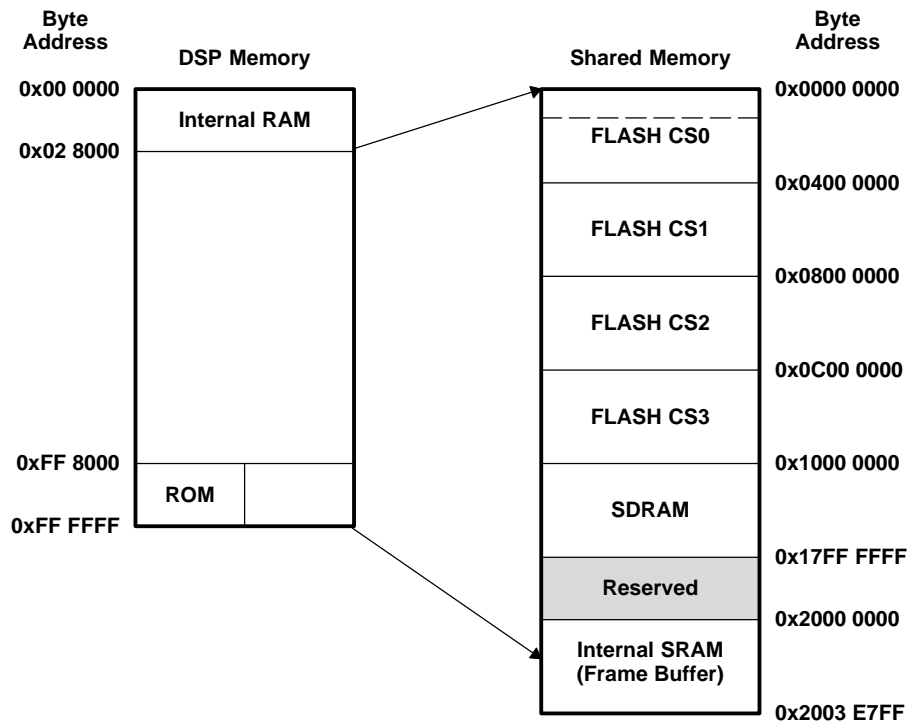 Byte
Address
DSP Memory
0x00 0000
Internal RAM
0x02 8000
0xFF 8000
ROM
0xFF FFFF
Shared Memory
Byte
Address
0x0000 0000
FLASH CS0
0x0400 0000
FLASH CS1
0x0800 0000
FLASH CS2
0x0C00 0000
FLASH CS3
0x1000 0000
SDRAM
0x17FF FFFF
Reserved
0x2000 0000
Internal SRAM
(Frame Buffer)
0x2003 E7FF